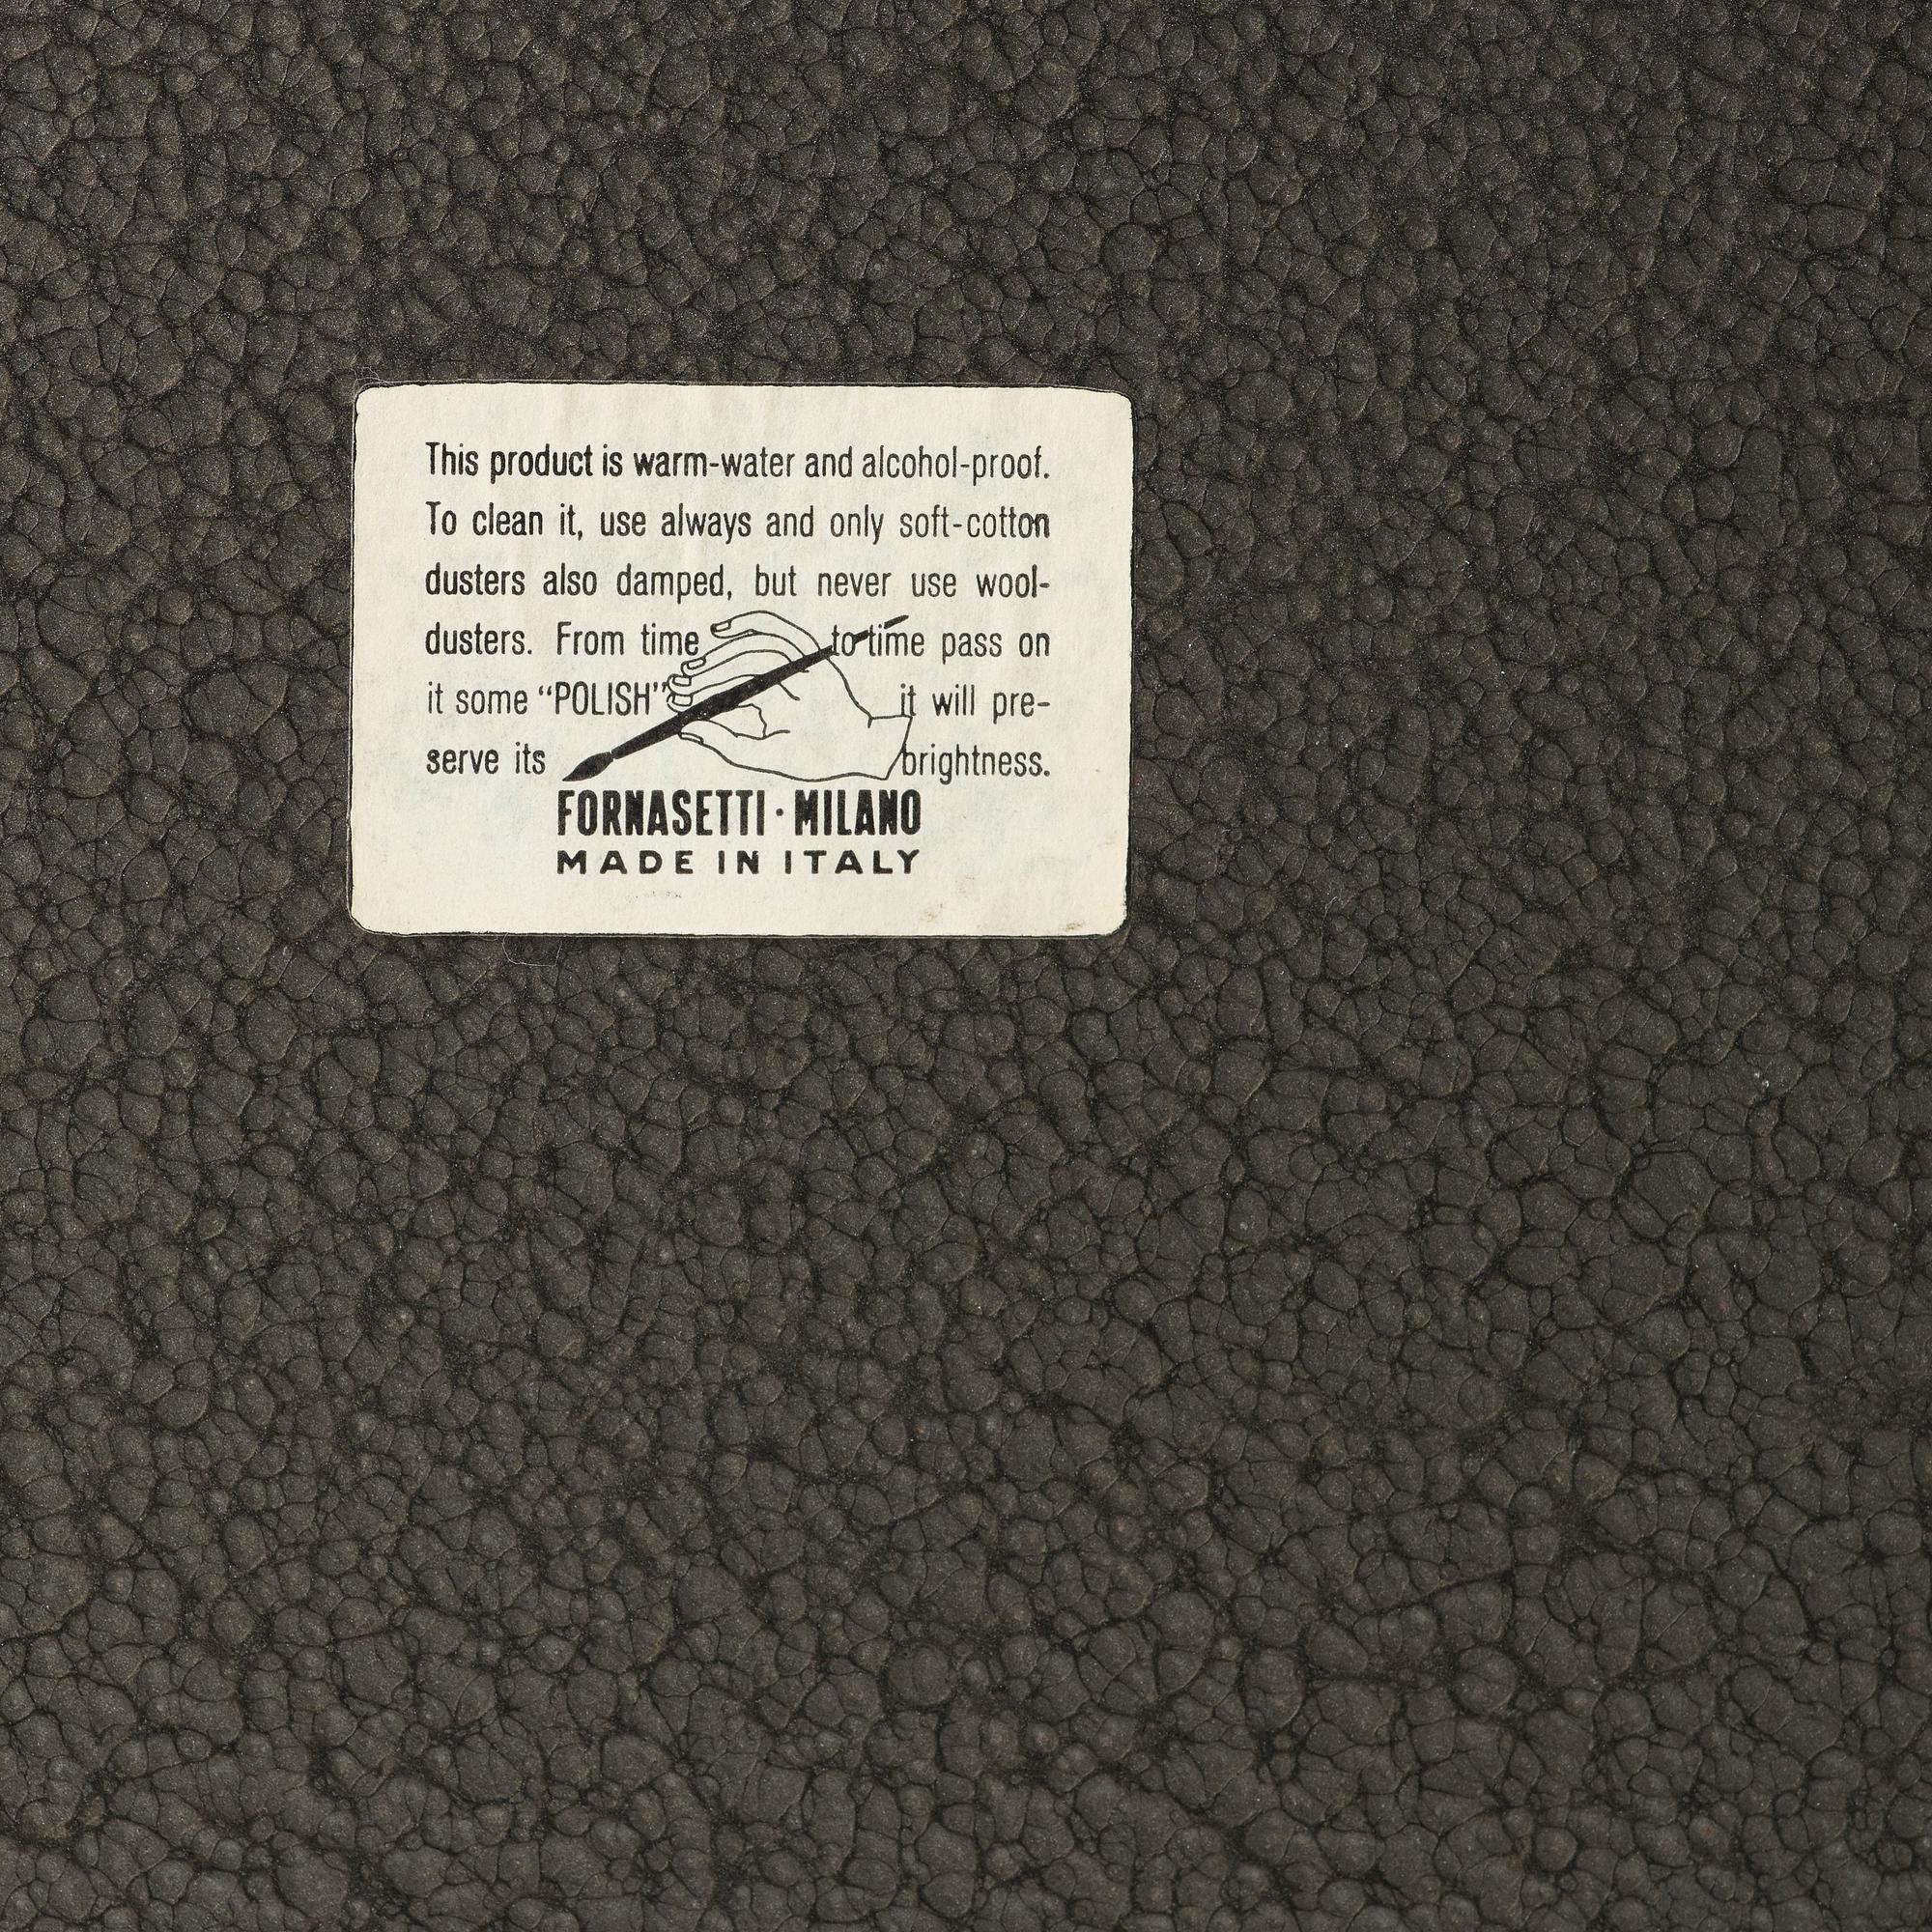 This product is warm-water and alcohol-proof.
To clean it, use always and only soft-cotton
dusters also damped, but never use wool-
dusters. From time to time pass on
it some “POLISH” it will pre-
serve its brightness.
FORNASETTI · MILANO
MADE IN ITALY